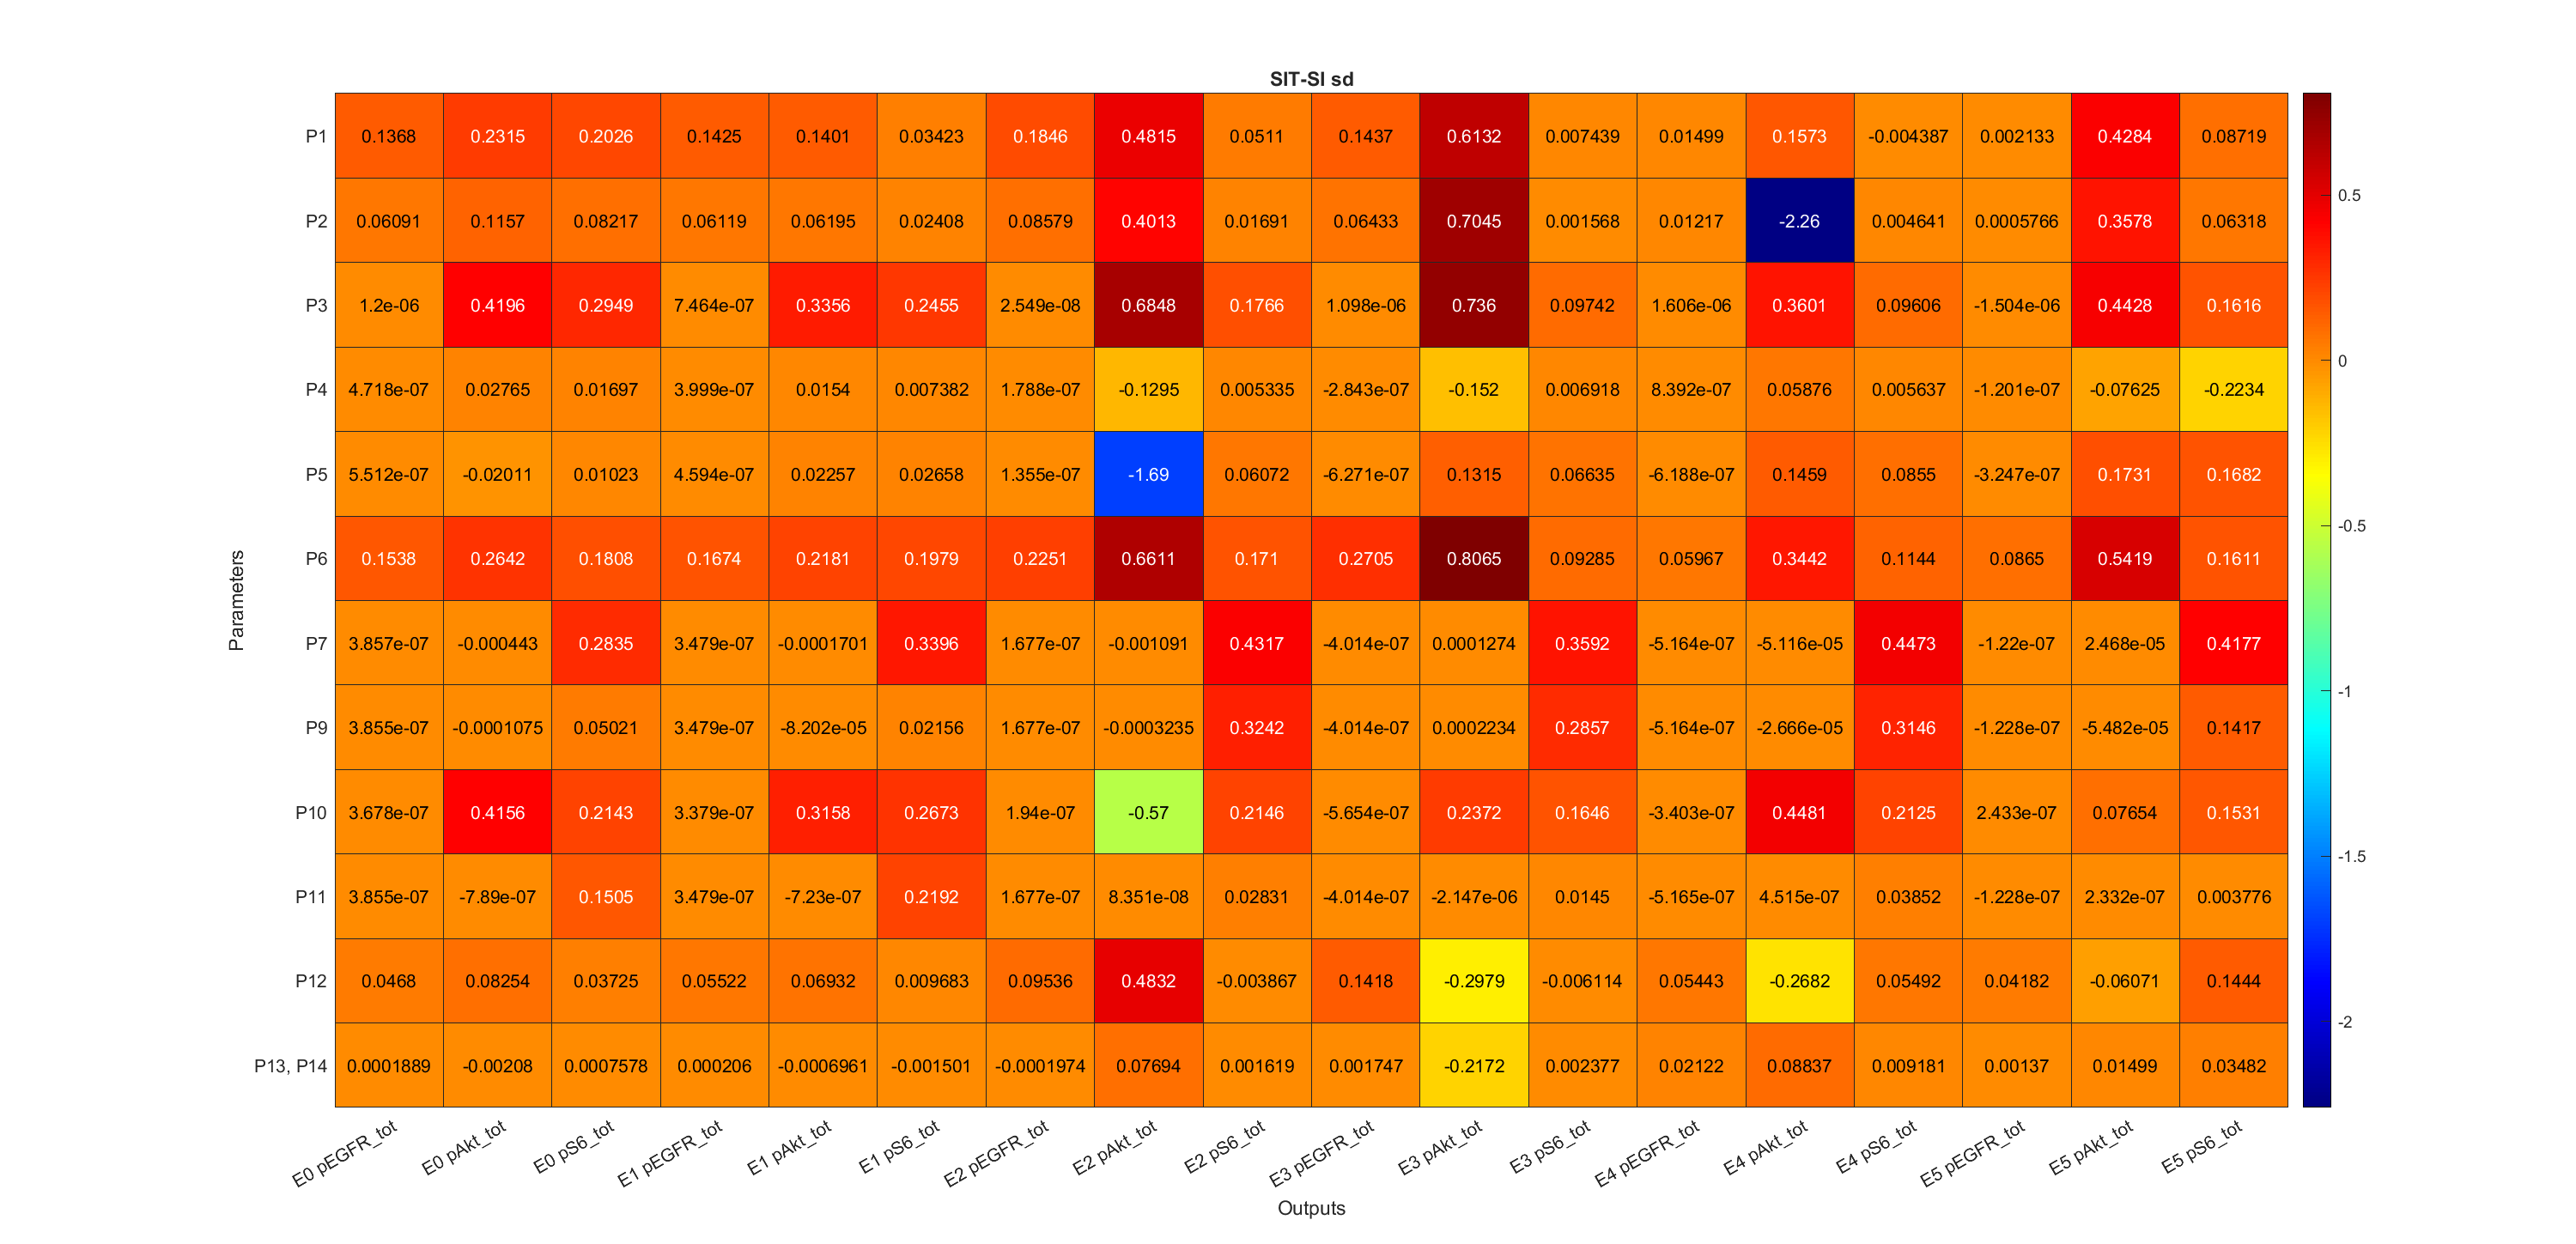 SIT-SI sd
P1 0.1368 0.2315 0.2026 0.1425 0.1401 0.03423 0.1846 0.4815 0.0511 0.1437 0.6132 0.007439 0.01499 0.1573 -0.004387 0.002133 0.4284 0.08719
P2 0.06091 0.1157 0.08217 0.06119 0.06195 0.02408 0.08579 0.4013 0.01691 0.06433 0.7045 0.001568 0.01217 -2.26 0.004641 0.0005766 0.3578 0.06318
P3 1.2e-06 0.4196 0.2949 7.464e-07 0.3356 0.2455 2.549e-08 0.6848 0.1766 1.098e-06 0.736 0.09742 1.606e-06 0.3601 0.09606 -1.504e-06 0.4428 0.1616
P4 4.718e-07 0.02765 0.01697 3.999e-07 0.0154 0.007382 1.788e-07 -0.1295 0.005335 -2.843e-07 -0.152 0.006918 8.392e-07 0.05876 0.005637 -1.201e-07 -0.07625 -0.2234
P5 5.512e-07 -0.02011 0.01023 4.594e-07 0.02257 0.02658 1.355e-07 -1.69 0.06072 -6.271e-07 0.1315 0.06635 -6.188e-07 0.1459 0.0855 -3.247e-07 0.1731 0.1682
P6 0.1538 0.2642 0.1808 0.1674 0.2181 0.1979 0.2251 0.6611 0.171 0.2705 0.8065 0.09285 0.05967 0.3442 0.1144 0.0865 0.5419 0.1611
P7 3.857e-07 -0.000443 0.2835 3.479e-07 -0.0001701 0.3396 1.677e-07 -0.001091 0.4317 -4.014e-07 0.0001274 0.3592 -5.164e-07 -5.116e-05 0.4473 -1.22e-07 2.468e-05 0.4177
P9 3.855e-07 -0.0001075 0.05021 3.479e-07 -8.202e-05 0.02156 1.677e-07 -0.0003235 0.3242 -4.014e-07 0.0002234 0.2857 -5.164e-07 -2.666e-05 0.3146 -1.228e-07 -5.482e-05 0.1417
P10 3.678e-07 0.4156 0.2143 3.379e-07 0.3158 0.2673 1.94e-07 -0.57 0.2146 -5.654e-07 0.2372 0.1646 -3.403e-07 0.4481 0.2125 2.433e-07 0.07654 0.1531
P11 3.855e-07 -7.89e-07 0.1505 3.479e-07 -7.23e-07 0.2192 1.677e-07 8.351e-08 0.02831 -4.014e-07 -2.147e-06 0.0145 -5.165e-07 4.515e-07 0.03852 -1.228e-07 2.332e-07 0.003776
P12 0.0468 0.08254 0.03725 0.05522 0.06932 0.009683 0.09536 0.4832 -0.003867 0.1418 -0.2979 -0.006114 0.05443 -0.2682 0.05492 0.04182 -0.06071 0.1444
P13, P14 0.0001889 -0.00208 0.0007578 0.000206 -0.0006961 -0.001501 -0.0001974 0.07694 0.001619 0.001747 -0.2172 0.002377 0.02122 0.08837 0.009181 0.00137 0.01499 0.03482
E0 pEGFR_tot E0 pAkt_tot E0 pS6_tot E1 pEGFR_tot E1 pAkt_tot E1 pS6_tot E2 pEGFR_tot E2 pAkt_tot E2 pS6_tot E3 pEGFR_tot E3 pAkt_tot E3 pS6_tot E4 pEGFR_tot E4 pAkt_tot E4 pS6_tot E5 pEGFR_tot E5 pAkt_tot E5 pS6_tot
Outputs
Parameters
0.5
0
-0.5
-1
-1.5
-2